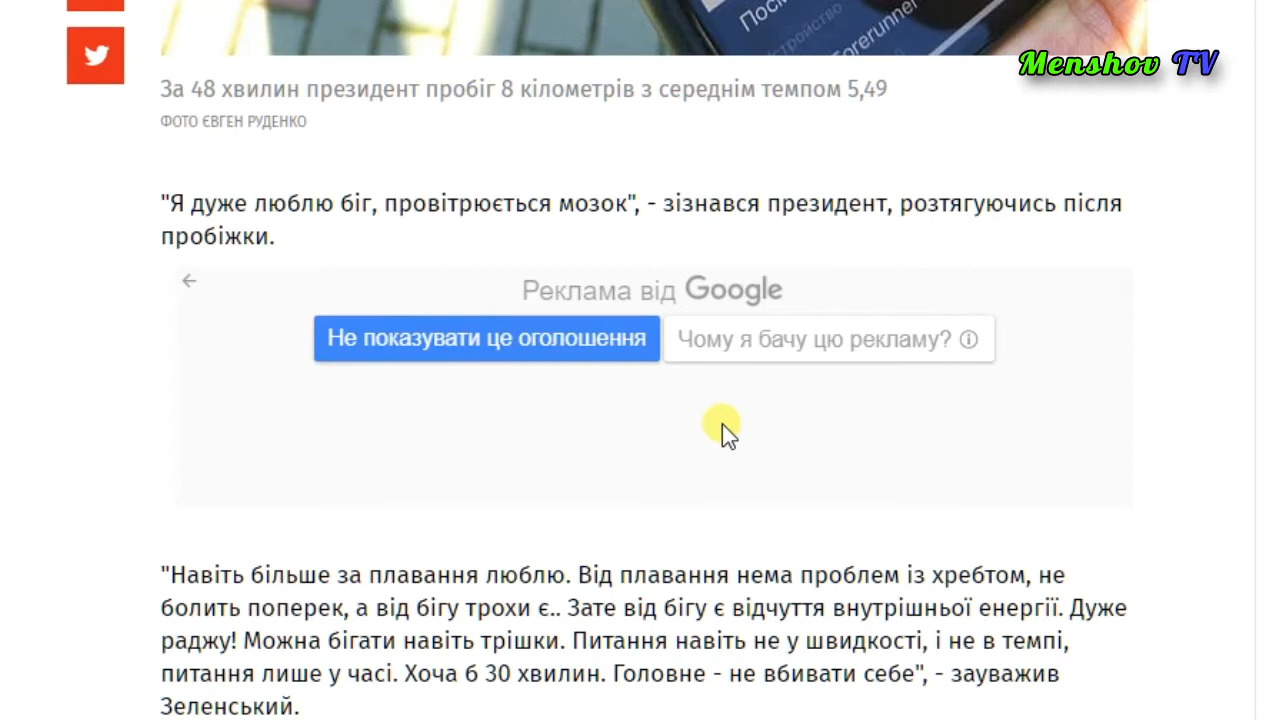 Посм
стройство
Forerunner
Menshov TV
За 48 хвилин президент пробіг 8 кілометрів з середнім темпом 5,49
ФОТО ЄВГЕН РУДЕНКО
"Я дуже люблю біг, провітрюється мозок", - зізнався президент, розтягуючись після
пробіжки.
Реклама від Google
Не показувати це оголошення
Чому я бачу цю рекламу?
"Навіть більше за плавання люблю. Від плавання нема проблем із хребтом, не
болить поперек, а від бігу трохи є.. Зате від бігу є відчуття внутрішньої енергії. Дуже
раджу! Можна бігати навіть трішки. Питання навіть не у швидкості, і не в темпі,
питання лише у часі. Хоча б 30 хвилин. Головне - не вбивати себе", - зауважив
Зеленський.